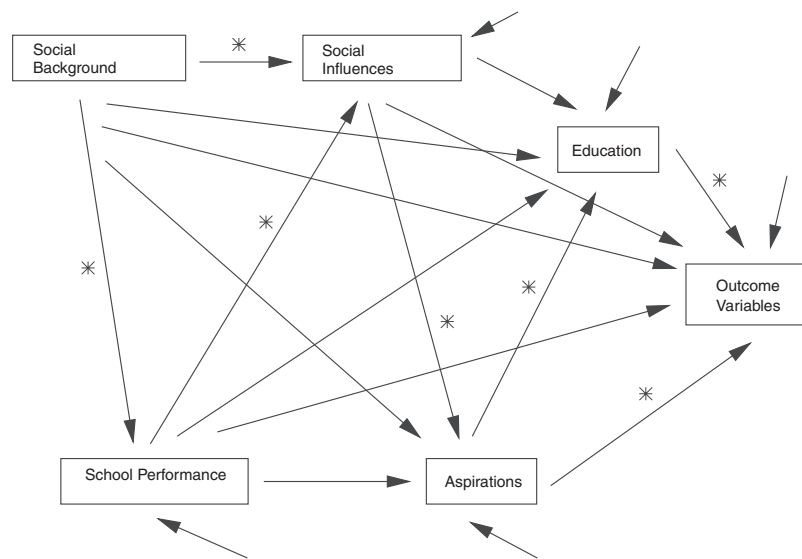 Social
Background
Social
Influences
Education
Outcome
Variables
School Performance
Aspirations